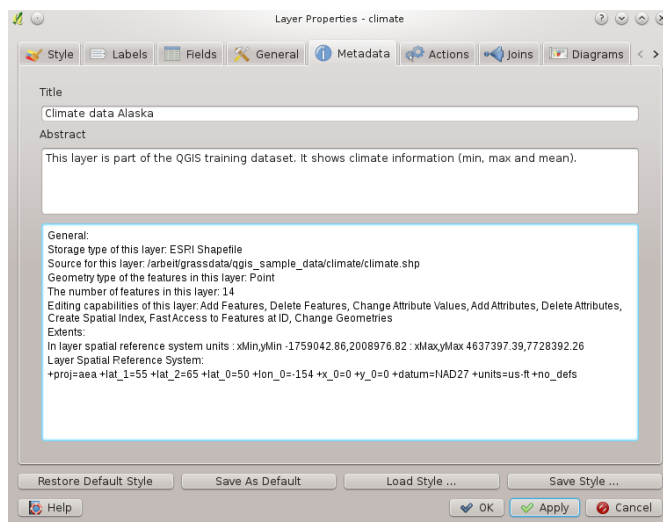 Layer Properties - climate
Style Labels Fields General Metadata Actions Joins Diagrams
Title
Climate data Alaska
Abstract
This layer is part of the QGIS training dataset. It shows climate information (min, max and mean).
General:
Storage type of this layer: ESRI Shapefile
Source for this layer: /arbeit/grassdata/qgis_sample_data/climate/climate.shp
Geometry type of the features in this layer: Point
The number of features in this layer: 14
Editing capabilities of this layer: Add Features, Delete Features, Change Attribute Values, Add Attributes, Delete Attributes,
Create Spatial Index, Fast Access to Features at ID, Change Geometries
Extents:
In layer spatial reference system units : xMin,yMin -1759042.86,2008976.82 : xMax,yMax 4637397.39,7728392.26
Layer Spatial Reference System:
+proj=aea +lat_1=55 +lat_2=65 +lat_0=50 +lon_0=-154 +x_0=0 +y_0=0 +datum=NAD27 +units=us-ft +no_defs
Restore Default Style Save As Default Load Style ... Save Style ...
Help OK Apply Cancel